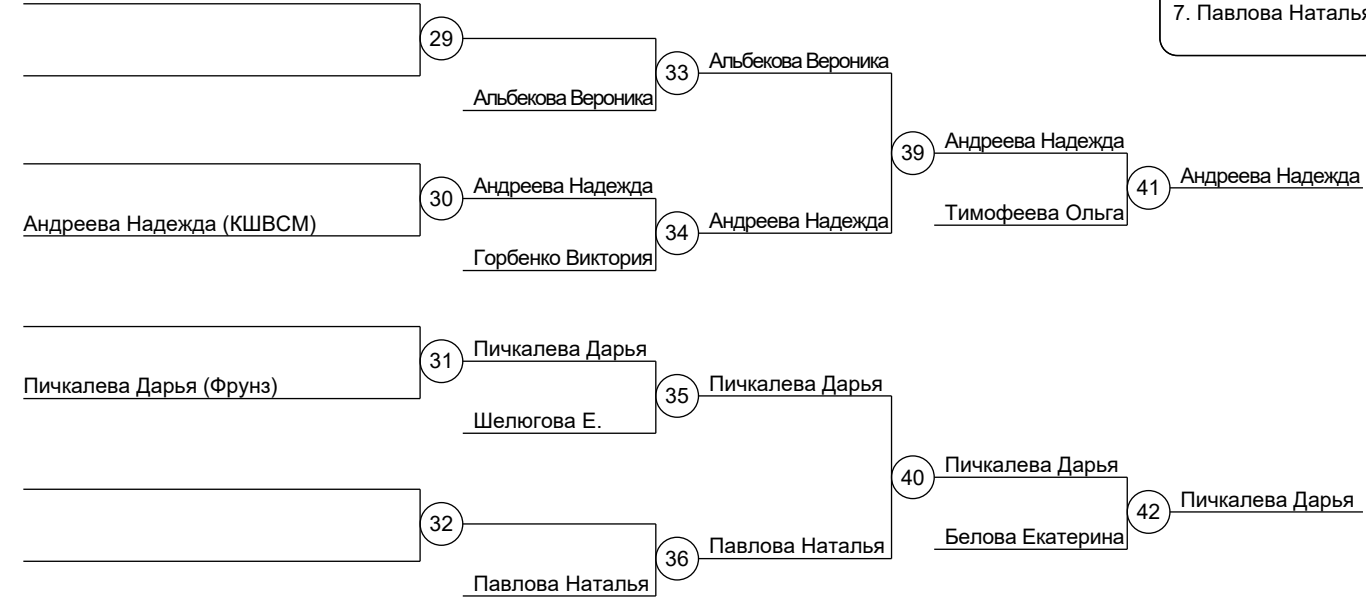 7. Павлова Наталья
29
Альбекова Вероника
33
Альбекова Вероника
39
Андреева Надежда
30
Андреева Надежда
Андреева Надежда (КШВСМ)
34
Андреева Надежда
Горбенко Виктория
Тимофеева Ольга
41
Андреева Надежда
31
Пичкалева Дарья
Пичкалева Дарья (Фрунз)
35
Пичкалева Дарья
Шелюгова Е.
40
Пичкалева Дарья
32
36
Павлова Наталья
Павлова Наталья
Белова Екатерина
42
Пичкалева Дарья